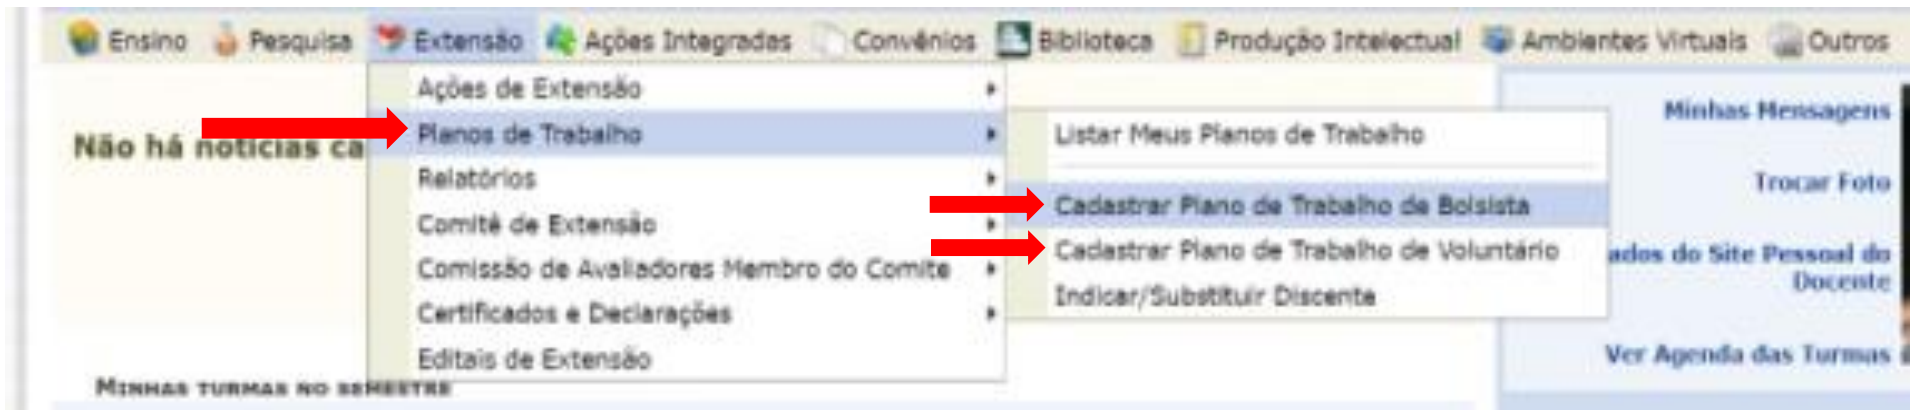 Ensino Pesquisa Extensão Ações Integradas Convênios Biblioteca Produção Intelectual Ambientes Virtuais Outros
Ações de Extensão
Planos de Trabalho
Relatórios
Comitê de Extensão
Comissão de Avaliadores Membro do Comite
Certificados e Declarações
Editais de Extensão
Listar Meus Planos de Trabalho
Cadastrar Plano de Trabalho de Bolsista
Cadastrar Plano de Trabalho de Voluntário
Indicar/Substituir Discente
Não há notícias ca
MINHAS TURMAS NO SEMESTRE
Minhas Mensagens
Trocar Foto
ados do Site Pessoal do
Docente
Ver Agenda das Turmas